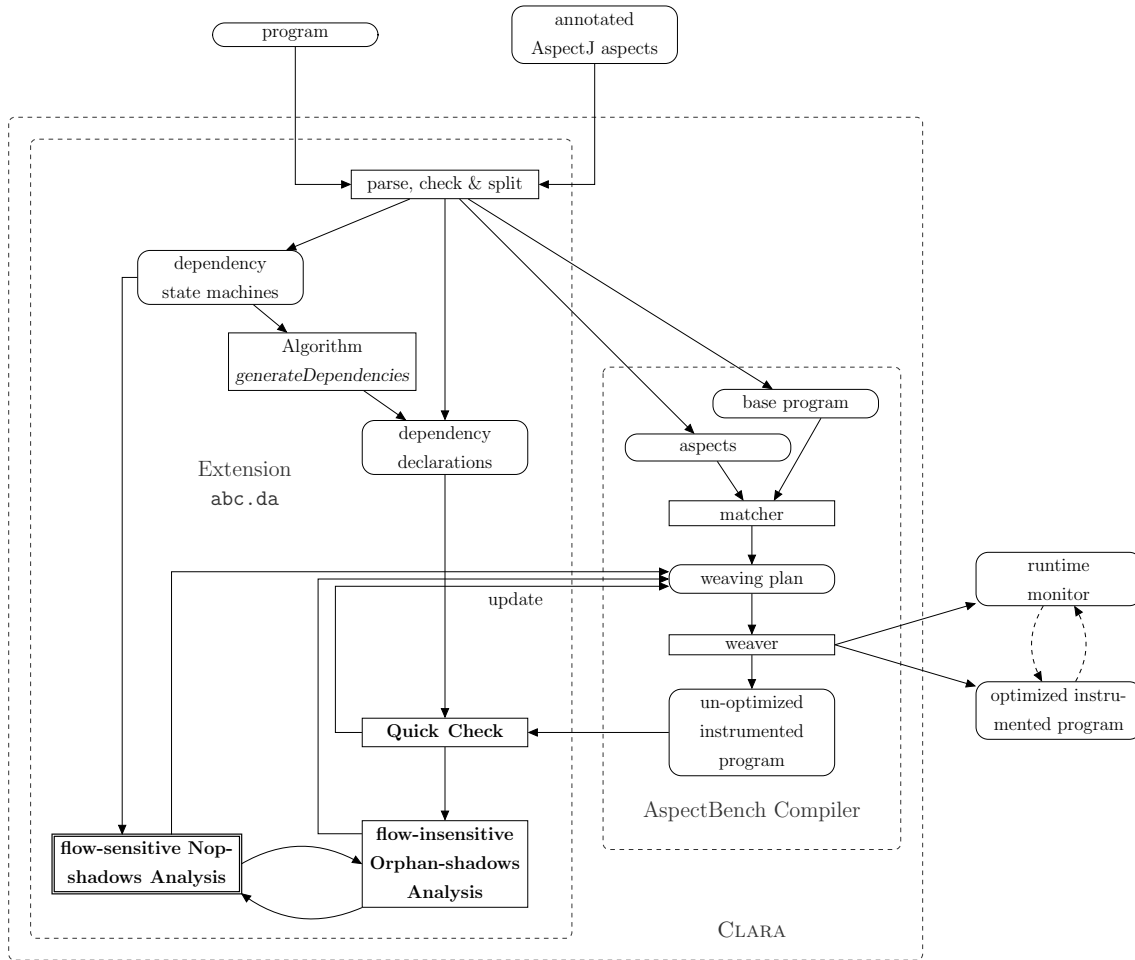 program
annotated
AspectJ aspects
parse, check & split
dependency
state machines
Algorithm
generateDependencies
base program
dependency
declarations
aspects
Extension
abc.da
matcher
weaving plan
runtime
monitor
update
weaver
un-optimized
instrumented
program
optimized instru-
mented program
Quick Check
AspectBench Compiler
flow-sensitive Nop-
shadows Analysis
flow-insensitive
Orphan-shadows
Analysis
CLARA